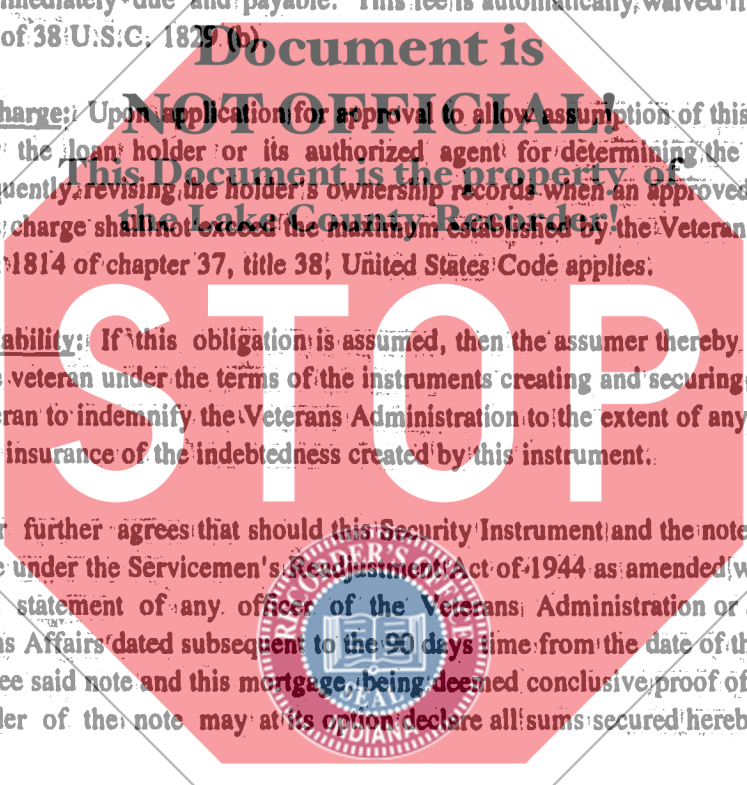 mediately due and payable. This fee is automatically waived if
of 38 U.S.C. 1829 (b).
Document is
NOT OFFICIAL!
This Document is the property of
the Lake County Recorder!
harge: Upon application for approval to allow assumption of this
the loan holder or its authorized agent for determining the
quently revising the holder's ownership records when an approved
charge shall not exceed the maximum established by the Veteran
1814 of chapter 37, title 38, United States Code applies.
STOP
ability: If this obligation is assumed, then the assumer thereby
veteran under the terms of the instruments creating and securing
eran to indemnify the Veterans Administration to the extent of any
insurance of the indebtedness created by this instrument.
r further agrees that should this Security Instrument and the note
e under the Servicemen's Readjustment Act of 1944 as amended w
statement of any officer of the Veterans Administration or
ns Affairs dated subsequent to the 90 days time from the date of th
ee said note and this mortgage, being deemed conclusive proof of
der of the note may at its option declare all sums secured hereb
RECORDER'S
SEAL
INDIANA